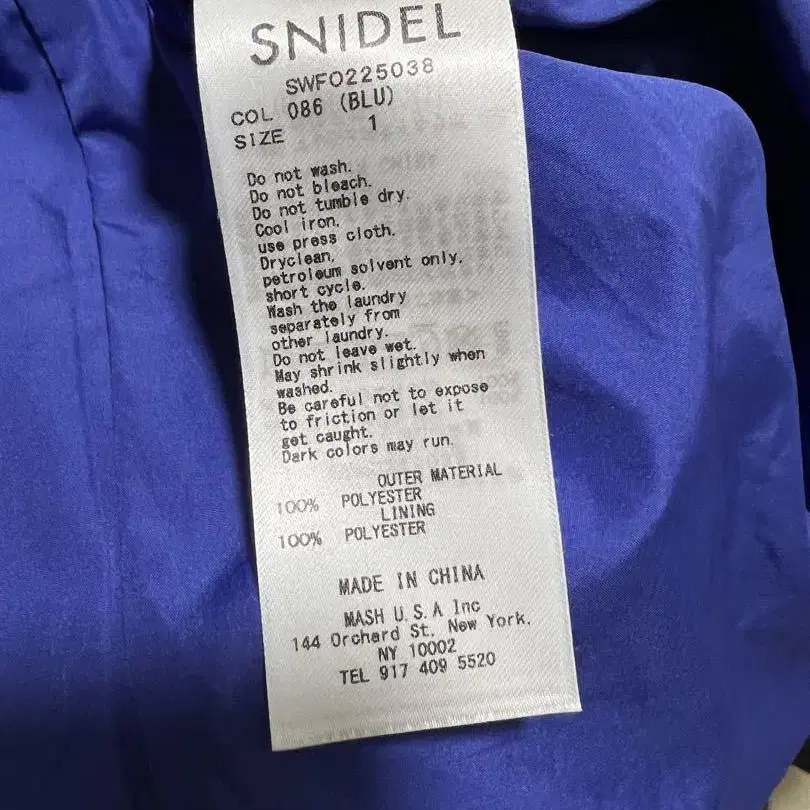 SNIDEL
SWFO225038
COL 086 (BLU)
SIZE 1
Do not wash.
Do not bleach.
Do not tumble dry.
Cool iron.
use press cloth.
Dryclean,
petroleum solvent only.
short cycle.
Wash the laundry
separately from
other laundry.
Do not leave wet.
May shrink slightly when
washed.
Be careful not to expose
to friction or let it
get caught.
Dark colors may run.
OUTER MATERIAL
100% POLYESTER
LINING
100% POLYESTER
MADE IN CHINA
MASH U.S.A Inc
144 Orchard St, New York,
NY 10002
TEL 917 409 5520